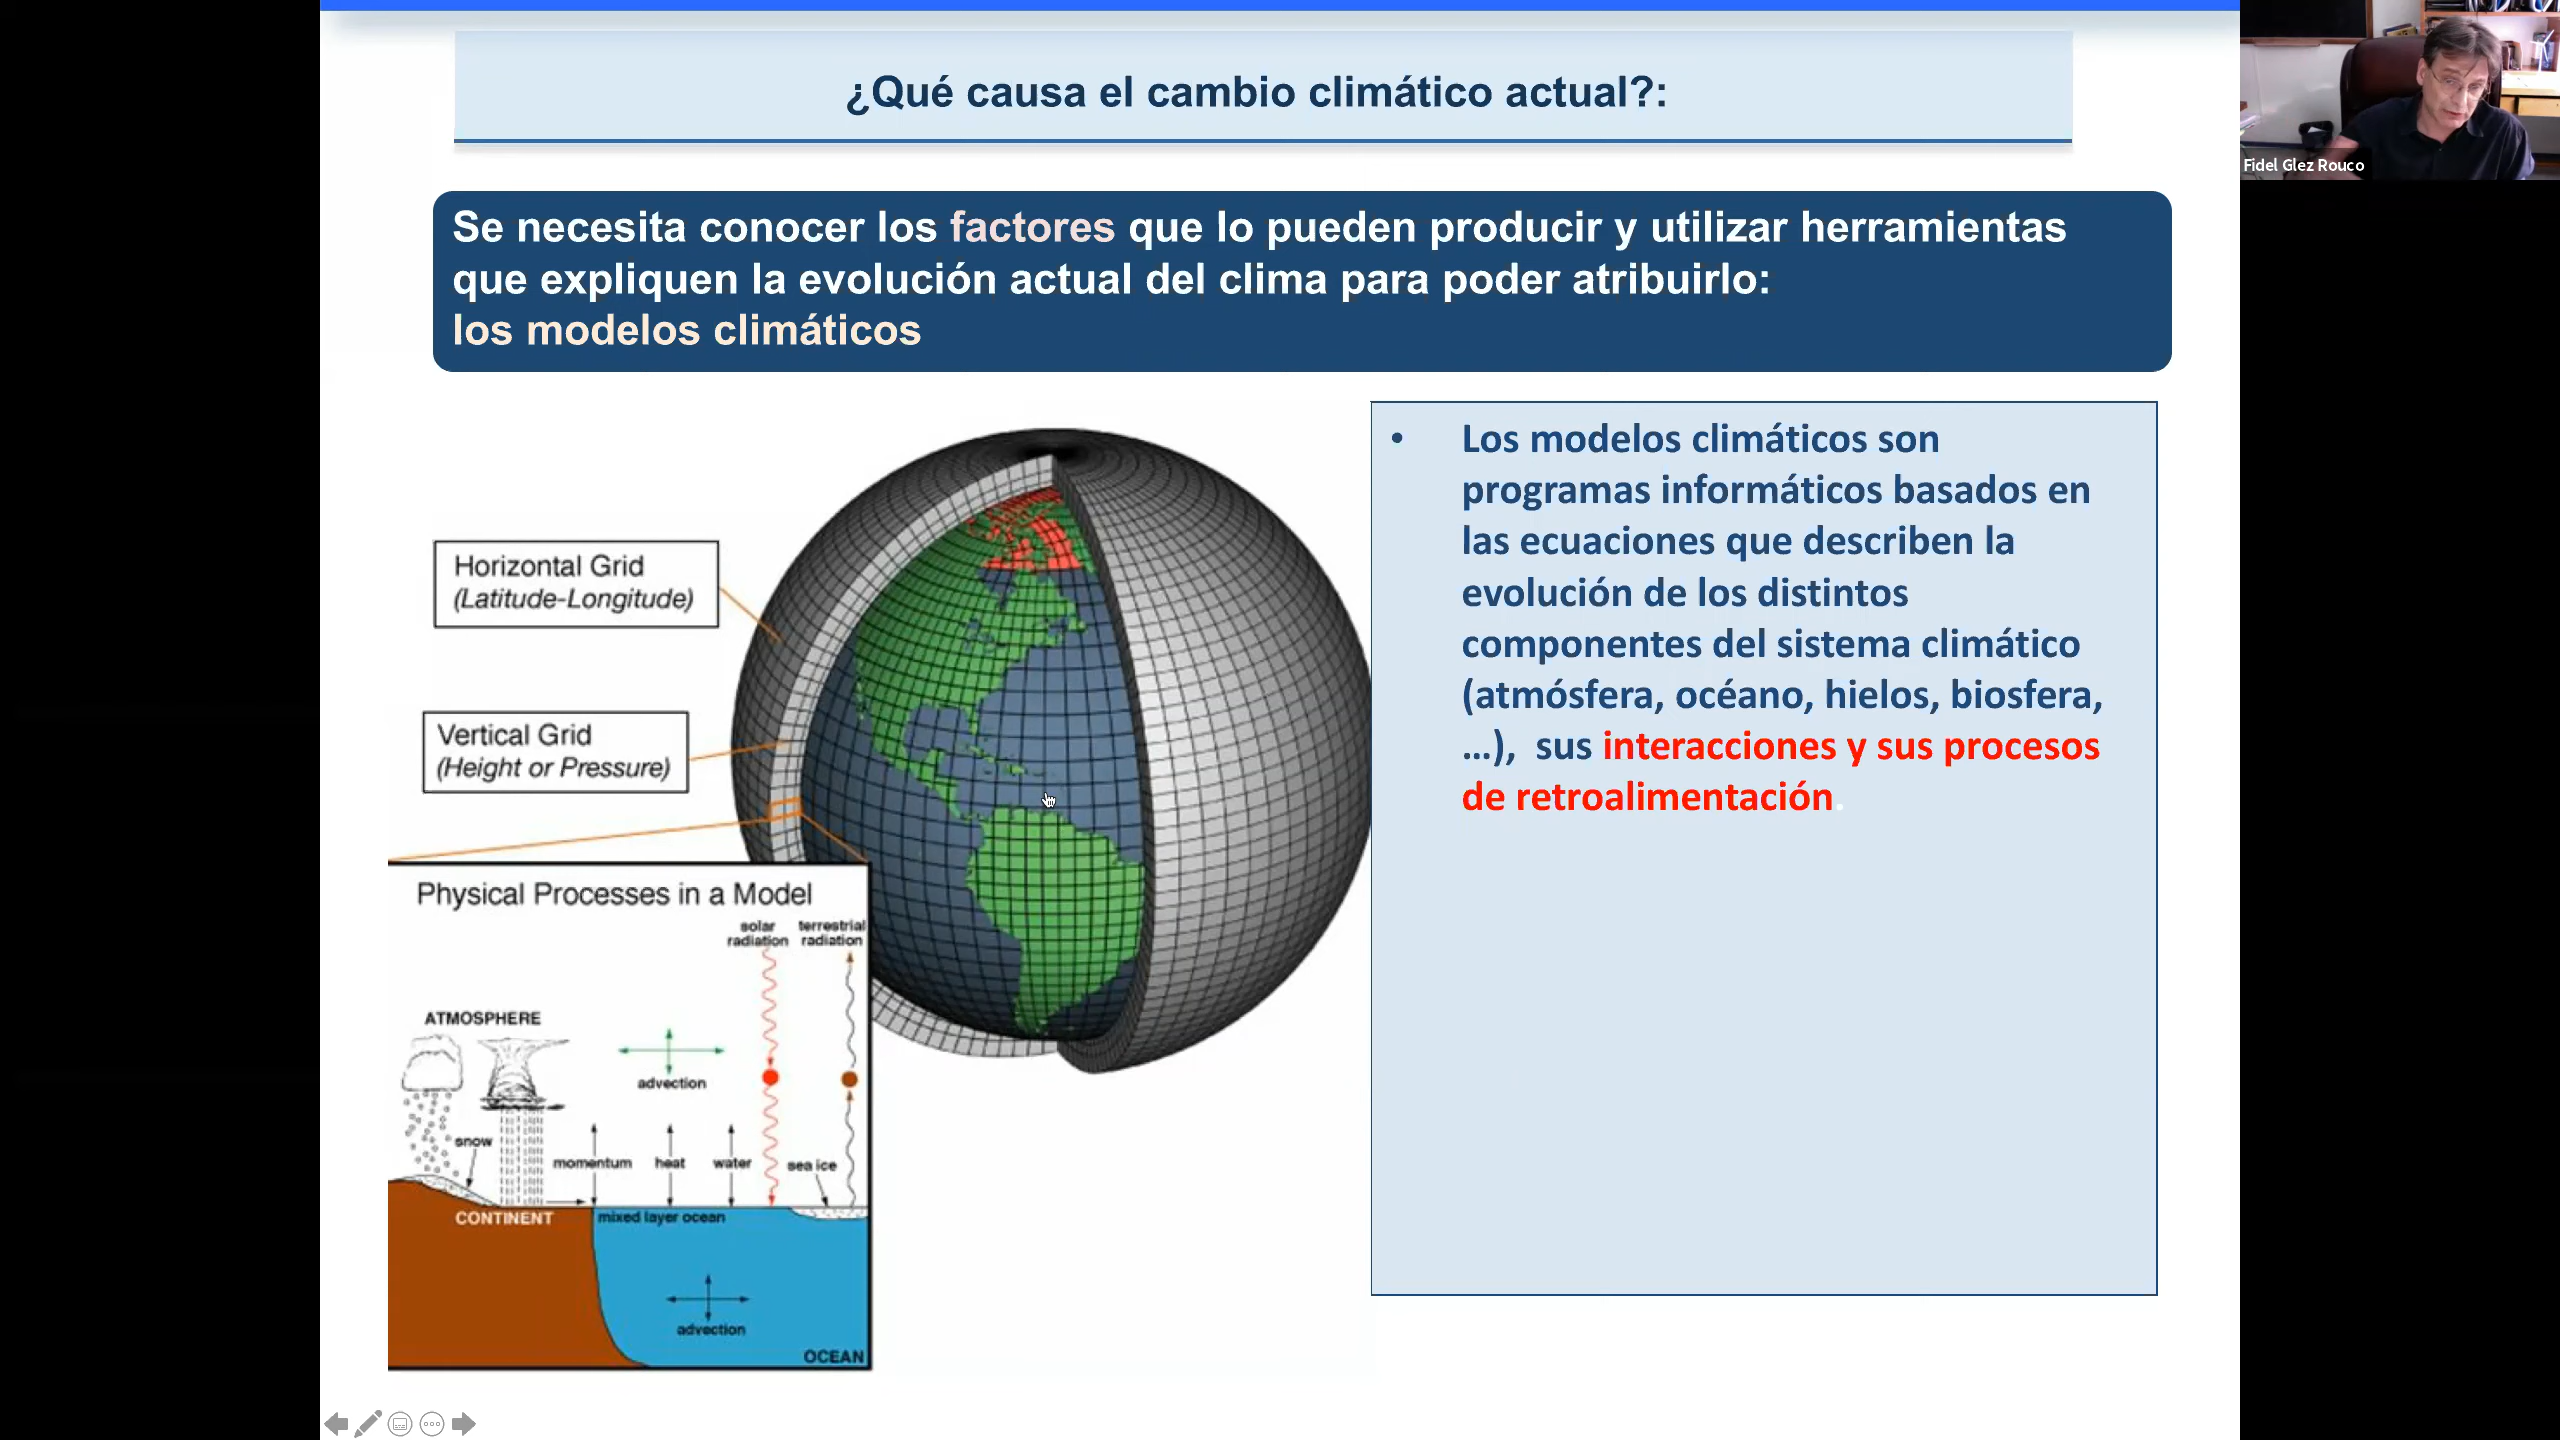 ¿Qué causa el cambio climático actual?:
Fidel Glez Rouco
Se necesita conocer los factores que lo pueden producir y utilizar herramientas
que expliquen la evolución actual del clima para poder atribuirlo:
los modelos climáticos
Horizontal Grid
(Latitude-Longitude)
Vertical Grid
(Height or Pressure)
Physical Processes in a Model
solar
radiation
terrestrial
radiation
ATMOSPHERE
advection
snow
momentum
heat
water
sea ice
CONTINENT
mixed layer ocean
advection
OCEAN
• Los modelos climáticos son
programas informáticos basados en
las ecuaciones que describen la
evolución de los distintos
componentes del sistema climático
(atmósfera, océano, hielos, biosfera,
…), sus interacciones y sus procesos
de retroalimentación.